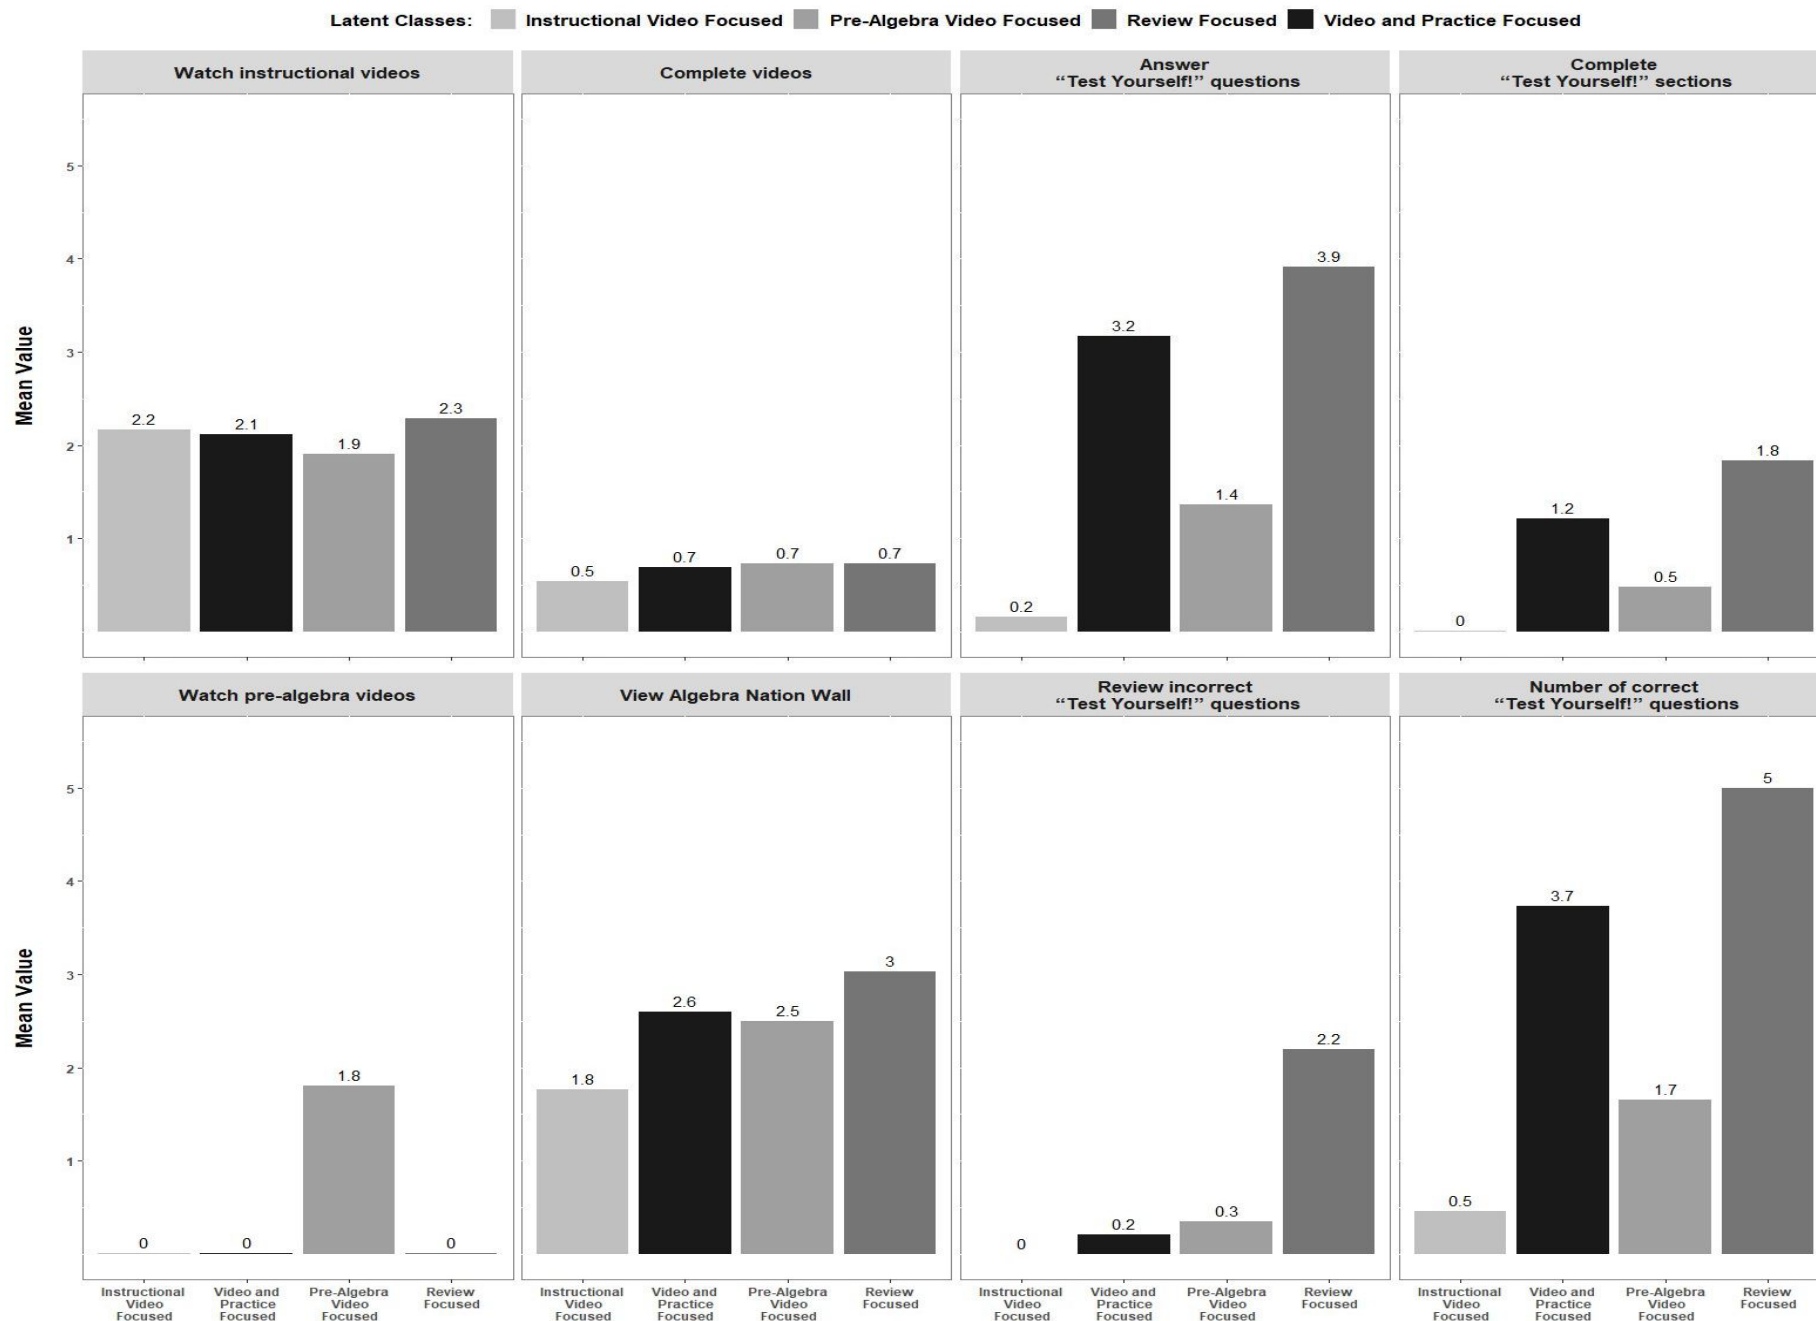 Latent Classes: Instructional Video Focused Pre-Algebra Video Focused Review Focused Video and Practice Focused
Watch instructional videos
Complete videos
Answer
“Test Yourself!” questions
Complete
“Test Yourself!” sections
Mean Value
5
4
3
2
1
2.2
2.1
1.9
2.3
0.5
0.7
0.7
0.7
0.2
3.2
1.4
3.9
0
1.2
0.5
1.8
Watch pre-algebra videos
View Algebra Nation Wall
Review incorrect
“Test Yourself!” questions
Number of correct
“Test Yourself!” questions
Mean Value
5
4
3
2
1
0
0
1.8
0
1.8
2.6
2.5
3
0
0.2
0.3
2.2
0.5
3.7
1.7
5
Instructional
Video
Focused
Video and
Practice
Focused
Pre-Algebra
Video
Focused
Review
Focused
Instructional
Video
Focused
Video and
Practice
Focused
Pre-Algebra
Video
Focused
Review
Focused
Instructional
Video
Focused
Video and
Practice
Focused
Pre-Algebra
Video
Focused
Review
Focused
Instructional
Video
Focused
Video and
Practice
Focused
Pre-Algebra
Video
Focused
Review
Focused